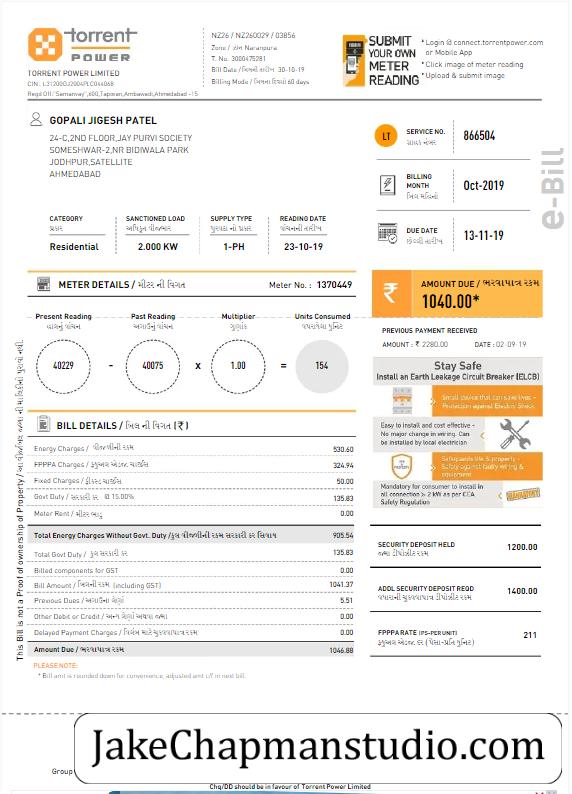 torrent
POWER
TORRENT POWER LIMITED
CIN : L31200GJ2004PLC044068
Regd.Off:"Samanvay",600,Tapovan,Ambawadi,Ahmedabad -15.
NZ26 / NZ260029 / 03856
Zone / ઝોન Naranpura
T. No. 3000475281
Bill Date / બિલની તારીખ 30-10-19
Billing Mode / બિલના દિવસો 60 days
SUBMIT
YOUR OWN
METER
READING
* Login @ connect.torrentpower.com
or Mobile App
* Click image of meter reading
* Upload & submit image
GOPALI JIGESH PATEL
24-C,2ND FLOOR,JAY PURVI SOCIETY
SOMESHWAR-2,NR BIDIWALA PARK
JODHPUR,SATELLITE
AHMEDABAD
LT
SERVICE NO.
ગ્રાહક નંબર
866504
BILLING
MONTH
બિલ મહિનો
Oct-2019
DUE DATE
છેલ્લી તારીખ
13-11-19
e-Bill
CATEGORY
પ્રકાર
Residential
SANCTIONED LOAD
અધિકૃત વીજભાર
2.000 KW
SUPPLY TYPE
પુરવઠા નો પ્રકાર
1-PH
READING DATE
વાંચનની તારીખ
23-10-19
METER DETAILS / મીટર ની વિગત
Meter No. : 1370449
₹
AMOUNT DUE / ભરવાપાત્ર રકમ
1040.00*
Present Reading
હાલનું વાંચન
Past Reading
અગાઉનું વાંચન
Multiplier
ગુણાંક
Units Consumed
વપરાયેલા યુનિટ
40229 - 40075 x 1.00 = 154
PREVIOUS PAYMENT RECEIVED
AMOUNT : ₹ 2280.00 DATE : 02-09-19
Stay Safe
Install an Earth Leakage Circuit Breaker (ELCB)
Small device that can save lives -
Protection against Electric Shock
Easy to install and cost effective -
No major change in wiring. Can
be installed by local electrician
Safeguards life & property -
Safety against faulty wiring &
equipment
Mandatory for consumer to install in
all connection > 2 kW as per CEA
Safety Regulation
MANDATORY
This Bill is not a Proof of ownership of Property /
BILL DETAILS / બિલ ની વિગત (₹)
Energy Charges / વીજળીની રકમ 530.60
FPPPA Charges / ફયુઅલ એડજ. ચાર્જીસ 324.94
Fixed Charges / ફીકસ્ડ ચાર્જીસ 50.00
Govt Duty / સરકારી કર @ 15.00% 135.83
Meter Rent / મીટર ભાડુ 0.00
Total Energy Charges Without Govt. Duty /કુલ વીજળીની રકમ સરકારી કર સિવાય 905.54
Total Govt Duty / કુલ સરકારી કર 135.83
Billed components for GST 0.00
Bill Amount / બિલની રકમ (including GST) 1041.37
Previous Dues / અગાઉના લેણાં 5.51
Other Debit or Credit / અન્ય લેણાં અથવા જમા 0.00
Delayed Payment Charges / વિલંબ માટે ચુકવવાપાત્ર રકમ 0.00
Amount Due / ભરવાપાત્ર રકમ 1046.88
SECURITY DEPOSIT HELD
જમા ડીપોઝીટ રકમ
1200.00
ADDL SECURITY DEPOSIT REQD
વધારાની ચુકવવાપાત્ર ડીપોઝીટ રકમ
1400.00
FPPPA RATE (PS-PER UNIT)
ફયુઅલ એડજ. દર (પૈસા-પ્રતિ યુનિટ)
211
PLEASE NOTE:
* Bill amt is rounded down for convenience, adjusted amt c/f in next bill.
JakeChapmanstudio.com
Group
Chq/DD should be in favour of Torrent Power Limited